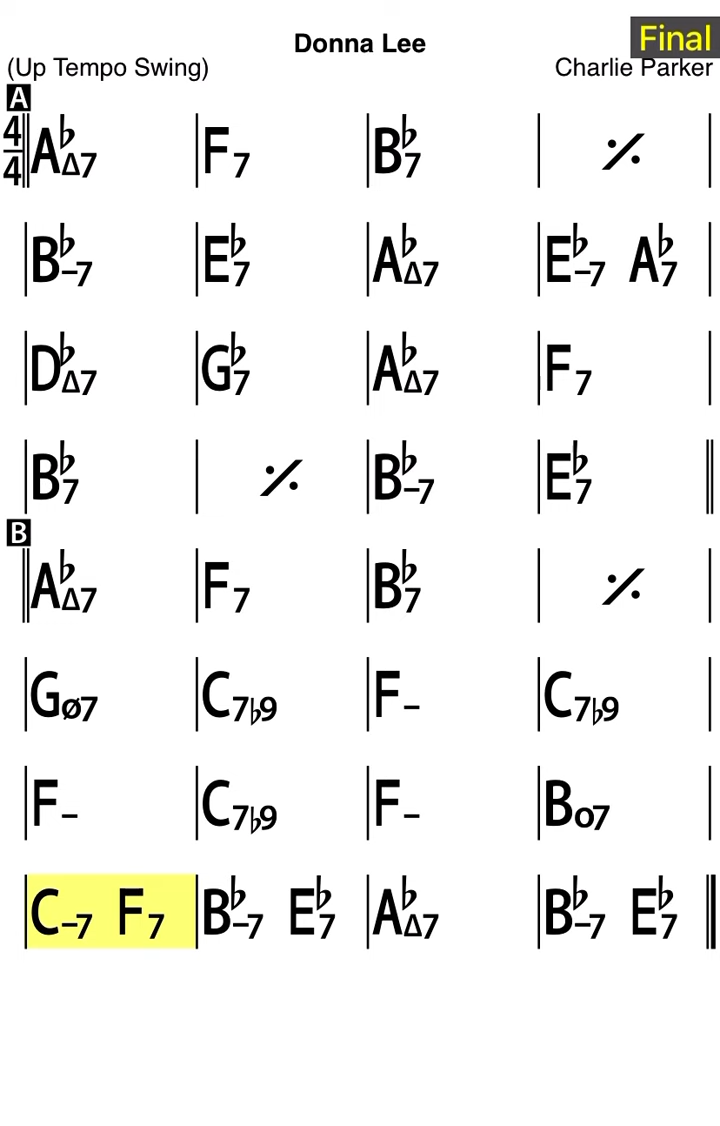 Donna Lee
Final
(Up Tempo Swing)
Charlie Parker
A
4/4 A♭Δ7 | F7 | B♭7 | 𝄎 |
B♭–7 | E♭7 | A♭Δ7 | E♭–7 A♭7 |
D♭Δ7 | G♭7 | A♭Δ7 | F7 |
B♭7 | 𝄎 | B♭–7 | E♭7 ||
B
A♭Δ7 | F7 | B♭7 | 𝄎 |
Gø7 | C7♭9 | F– | C7♭9 |
F– | C7♭9 | F– | Bo7 |
C–7 F7 | B♭–7 E♭7 | A♭Δ7 | B♭–7 E♭7 ||